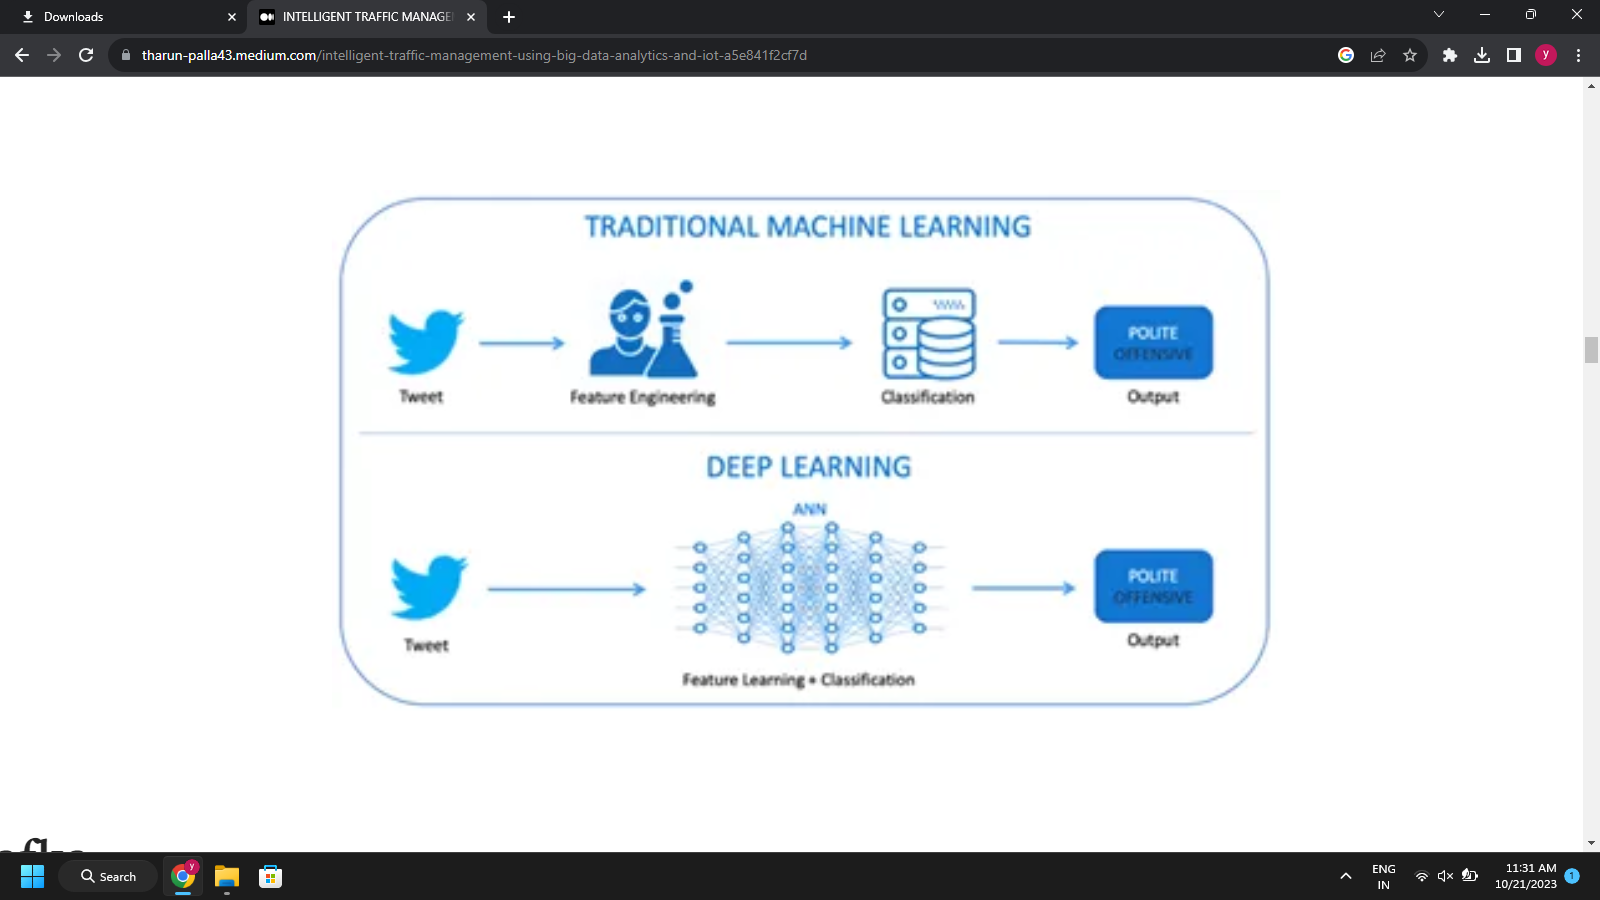 Downloads
INTELLIGENT TRAFFIC MANAGE
tharun-palla43.medium.com/intelligent-traffic-management-using-big-data-analytics-and-iot-a5e841f2cf7d
y
TRADITIONAL MACHINE LEARNING
POLITE
OFFENSIVE
Tweet
Feature Engineering
Classification
Output
DEEP LEARNING
ANN
POLITE
OFFENSIVE
Tweet
Output
Feature Learning + Classification
Search
y
ENG
IN
11:31 AM
10/21/2023
1